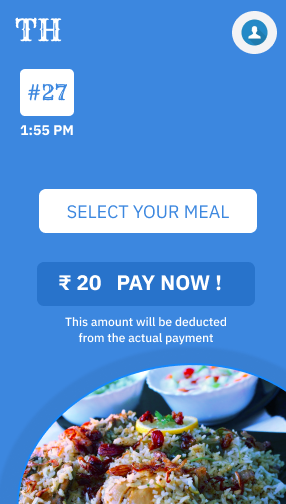 TH
#27
1:55 PM
SELECT YOUR MEAL
₹ 20 PAY NOW !
This amount will be deducted
from the actual payment